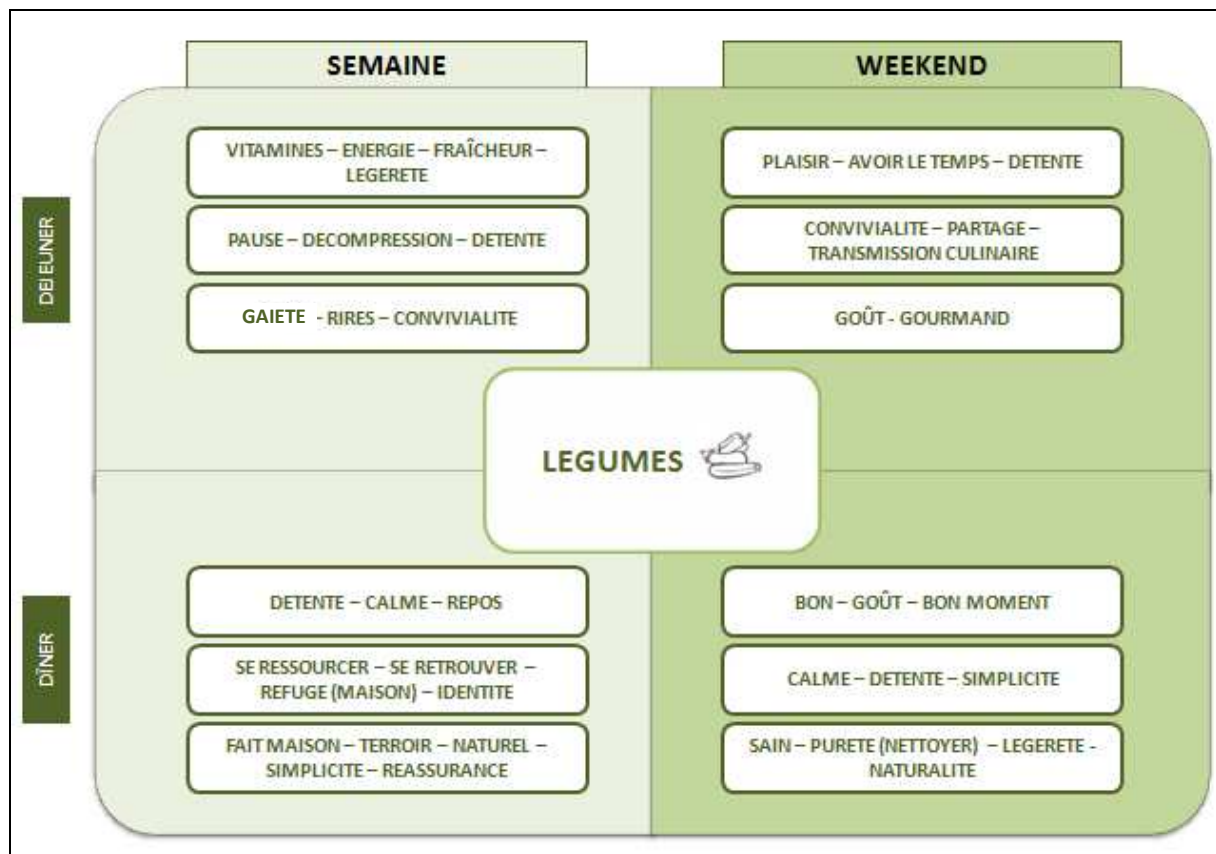 SEMAINE
WEEKEND
DEJEUNER
VITAMINES – ENERGIE – FRAÎCHEUR –
LEGERETE
PAUSE – DECOMPRESSION – DETENTE
GAIETE - RIRES – CONVIVIALITE
PLAISIR – AVOIR LE TEMPS – DETENTE
CONVIVIALITE – PARTAGE –
TRANSMISSION CULINAIRE
GOÛT - GOURMAND
LEGUMES
DÎNER
DETENTE – CALME – REPOS
SE RESSOURCER – SE RETROUVER –
REFUGE (MAISON) – IDENTITE
FAIT MAISON – TERROIR – NATUREL –
SIMPLICITE – REASSURANCE
BON – GOÛT – BON MOMENT
CALME – DETENTE – SIMPLICITE
SAIN – PURETE (NETTOYER) – LEGERETE -
NATURALITE